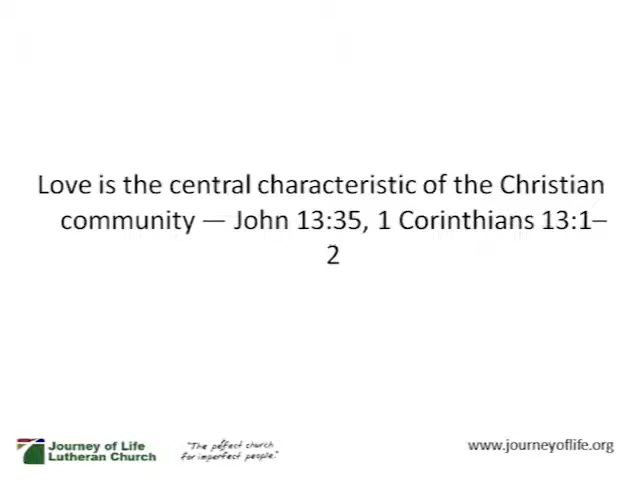 Love is the central characteristic of the Christian
community — John 13:35, 1 Corinthians 13:1–
2
Journey of Life
Lutheran Church
"The perfect church
for imperfect people."
www.journeyoflife.org